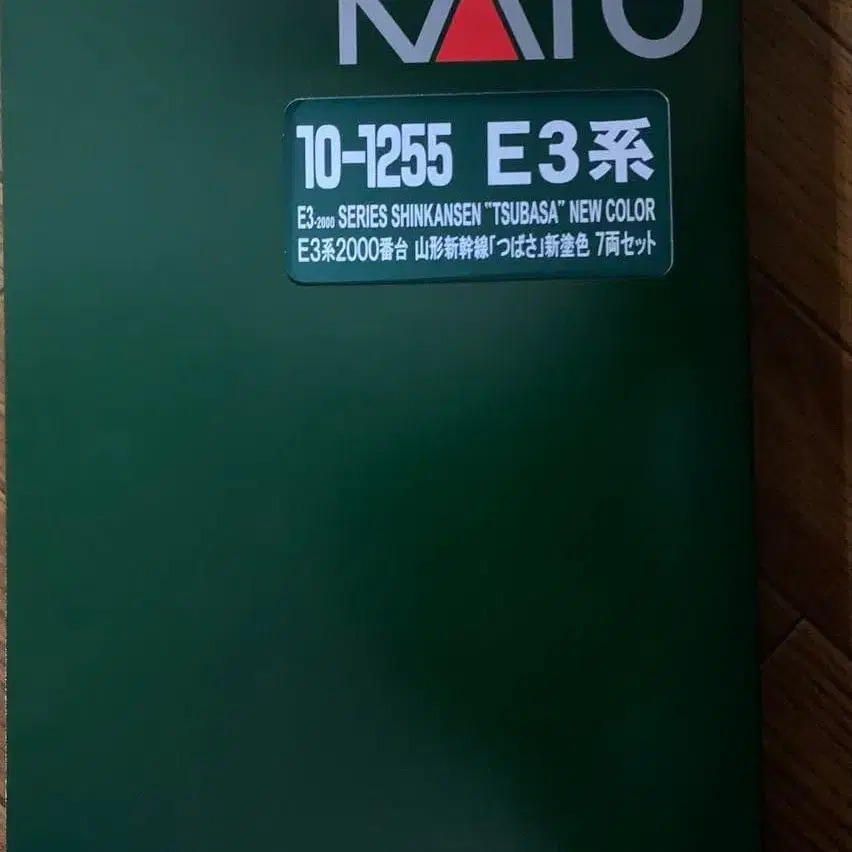 KATO
10-1255 E3系
E3-2000 SERIES SHINKANSEN "TSUBASA" NEW COLOR
E3系2000番台 山形新幹線「つばさ」新塗色 7両セット